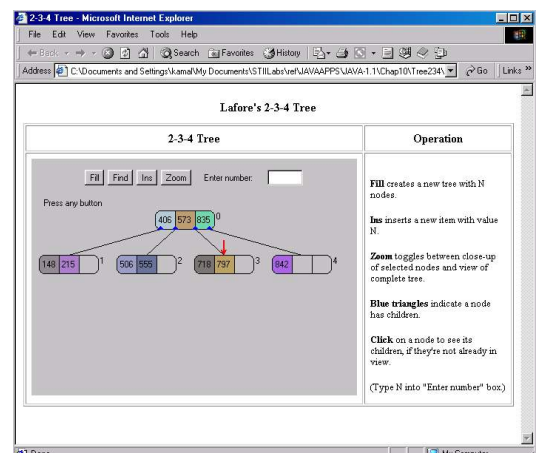 2-3-4 Tree - Microsoft Internet Explorer
File Edit View Favorites Tools Help
Back Search Favorites History
Address C:\Documents and Settings\kamal\My Documents\STIILabs\ref\JAVAAPPS\JAVA-1.1\Chap10\Tree234\ Go Links »
Lafore's 2-3-4 Tree
2-3-4 Tree Operation
Fill Find Ins Zoom Enter number:
Press any button
406 573 835 0
148 215 1 506 555 2 718 797 3 842 4
Fill creates a new tree with N
nodes.
Ins inserts a new item with value
N.
Zoom toggles between close-up
of selected nodes and view of
complete tree.
Blue triangles indicate a node
has children.
Click on a node to see its
children, if they're not already in
view.
(Type N into "Enter number" box.)
Done My Computer